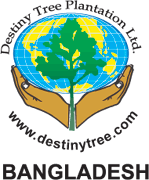 Destiny Tree Plantation Ltd.
www.destinytree.com
BANGLADESH